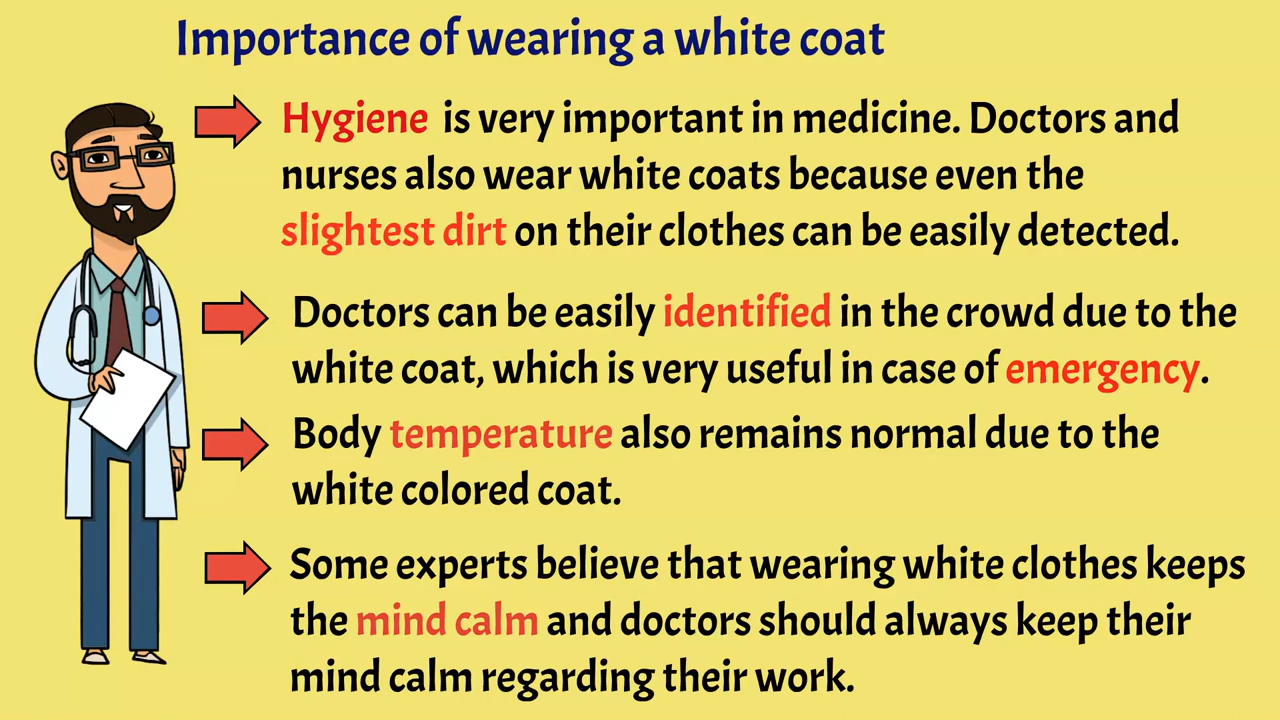 Importance of wearing a white coat
Hygiene is very important in medicine. Doctors and
nurses also wear white coats because even the
slightest dirt on their clothes can be easily detected.
Doctors can be easily identified in the crowd due to the
white coat, which is very useful in case of emergency.
Body temperature also remains normal due to the
white colored coat.
Some experts believe that wearing white clothes keeps
the mind calm and doctors should always keep their
mind calm regarding their work.